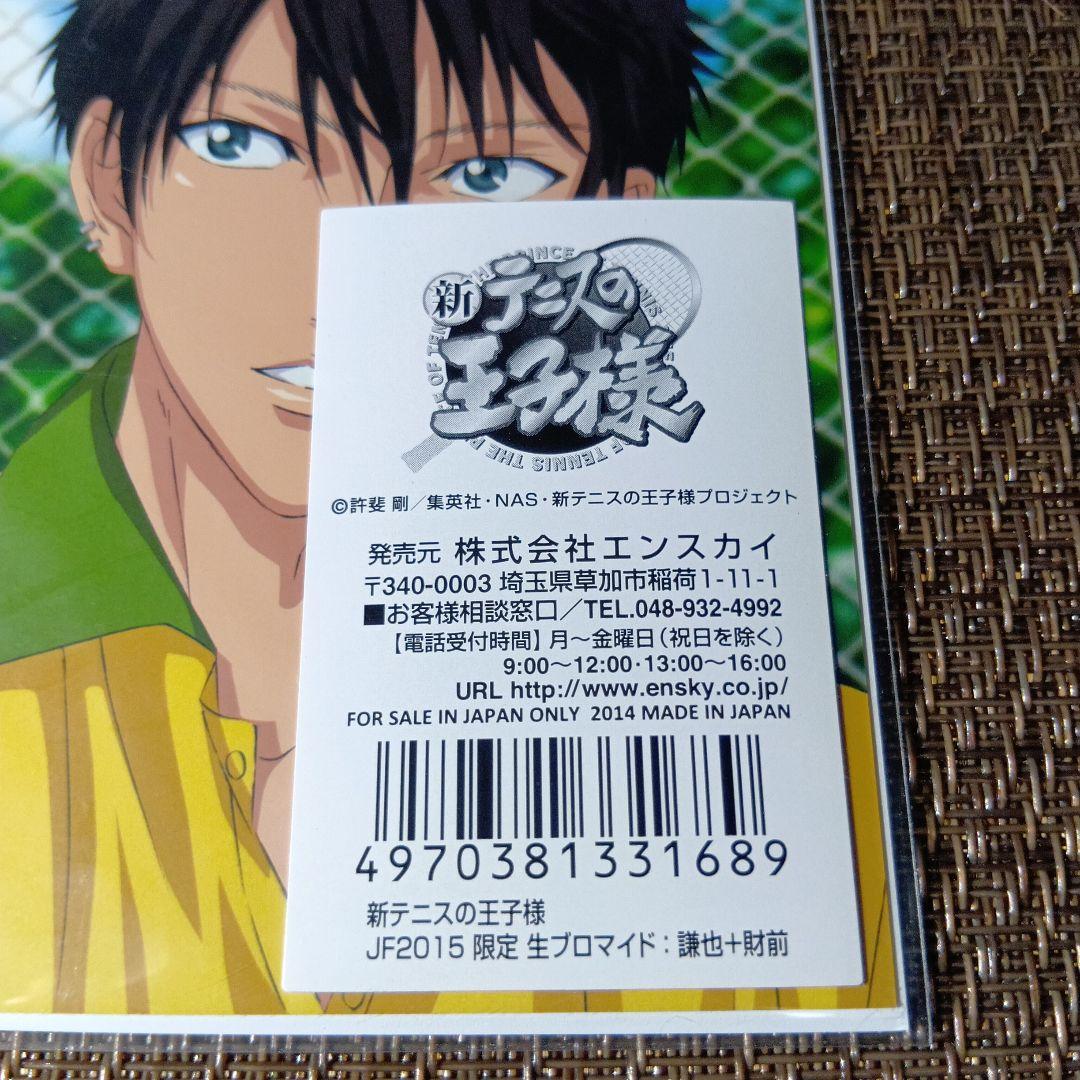 新テニスの
王子様
©許斐 剛／集英社・NAS・新テニスの王子様プロジェクト
発売元 株式会社エンスカイ
〒340-0003 埼玉県草加市稲荷1-11-1
■お客様相談窓口／TEL.048-932-4992
【電話受付時間】月～金曜日（祝日を除く）
9:00～12:00・13:00～16:00
URL http://www.ensky.co.jp/
FOR SALE IN JAPAN ONLY 2014 MADE IN JAPAN
4970381331689
新テニスの王子様
JF2015 限定 生ブロマイド：謙也+財前